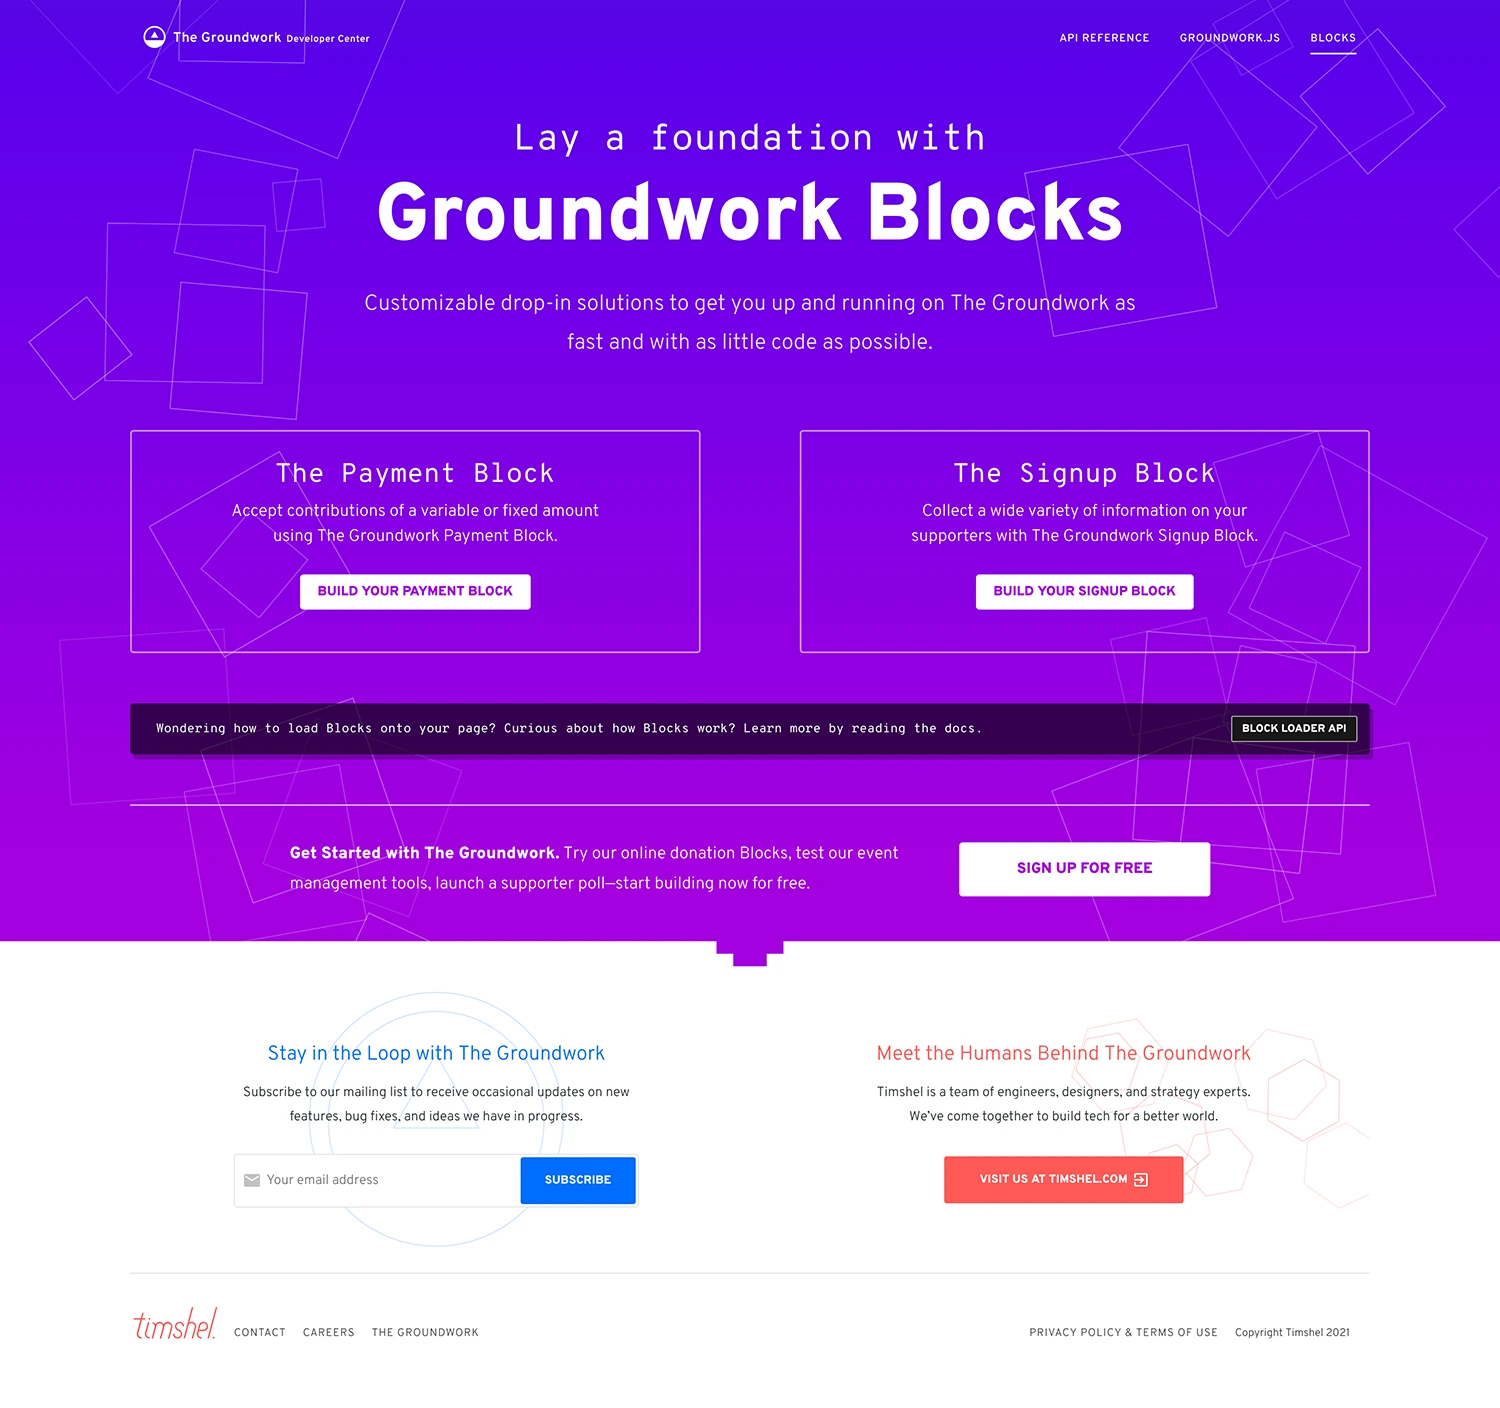 The Groundwork Developer Center
API REFERENCE GROUNDWORK.JS BLOCKS
Lay a foundation with
Groundwork Blocks
Customizable drop-in solutions to get you up and running on The Groundwork as
fast and with as little code as possible.
The Payment Block
Accept contributions of a variable or fixed amount
using The Groundwork Payment Block.
BUILD YOUR PAYMENT BLOCK
The Signup Block
Collect a wide variety of information on your
supporters with The Groundwork Signup Block.
BUILD YOUR SIGNUP BLOCK
Wondering how to load Blocks onto your page? Curious about how Blocks work? Learn more by reading the docs.
BLOCK LOADER API
Get Started with The Groundwork. Try our online donation Blocks, test our event
management tools, launch a supporter poll—start building now for free.
SIGN UP FOR FREE
Stay in the Loop with The Groundwork
Subscribe to our mailing list to receive occasional updates on new
features, bug fixes, and ideas we have in progress.
Your email address
SUBSCRIBE
Meet the Humans Behind The Groundwork
Timshel is a team of engineers, designers, and strategy experts.
We’ve come together to build tech for a better world.
VISIT US AT TIMSHEL.COM
timshel.
CONTACT CAREERS THE GROUNDWORK
PRIVACY POLICY & TERMS OF USE Copyright Timshel 2021